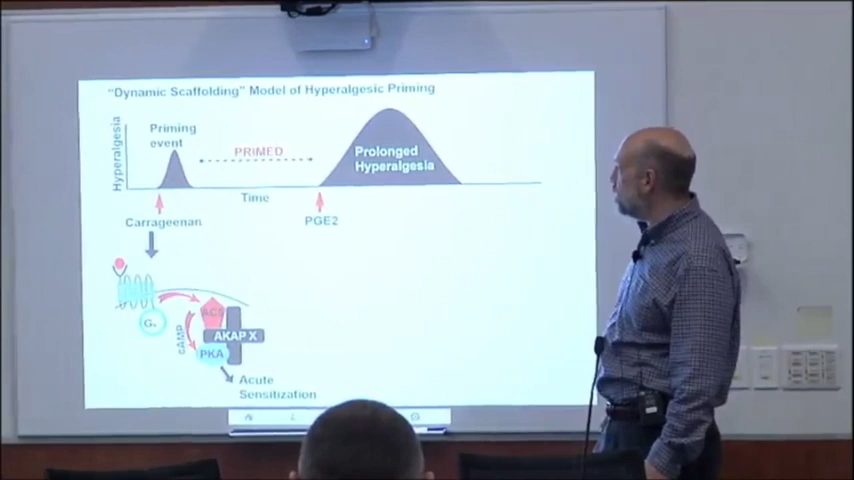 "Dynamic Scaffolding" Model of Hyperalgesic Priming
Hyperalgesia
Priming
event
PRIMED
Prolonged
Hyperalgesia
Time
Carrageenan
PGE2
Gs
AC5
cAMP
AKAP X
PKA
Acute
Sensitization